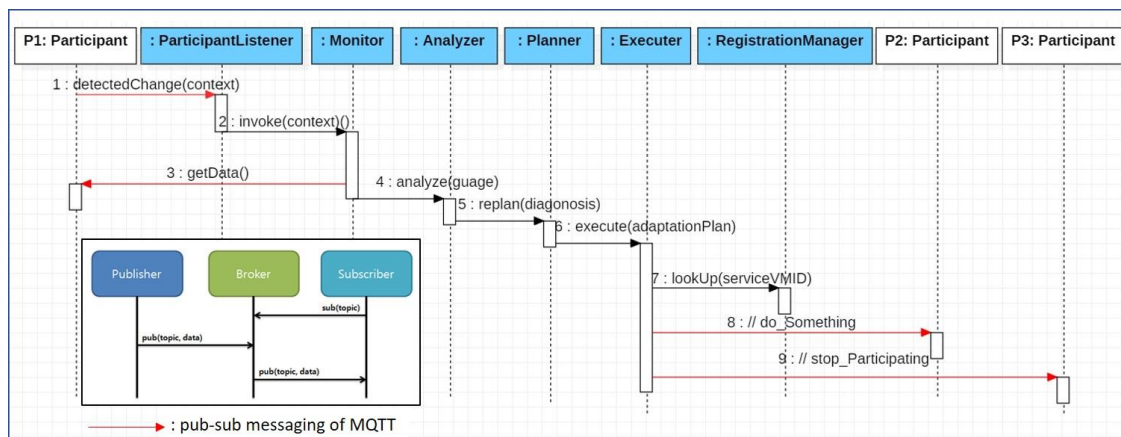 P1: Participant
: ParticipantListener
: Monitor
: Analyzer
: Planner
: Executer
: RegistrationManager
P2: Participant
P3: Participant
1 : detectedChange(context)
2 : invoke(context)()
3 : getData()
4 : analyze(guage)
5 : replan(diagonosis)
6 : execute(adaptationPlan)
7 : lookUp(serviceVMID)
8 : // do_Something
9 : // stop_Participating
Publisher
Broker
Subscriber
sub(topic)
pub(topic, data)
pub(topic, data)
: pub-sub messaging of MQTT